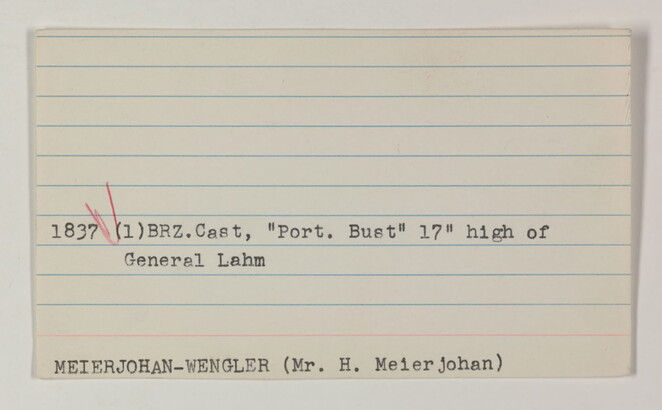 1837 (1)BRZ.Cast, "Port. Bust" 17" high of
General Lahm
MEIERJOHAN-WENGLER (Mr. H. Meierjohan)